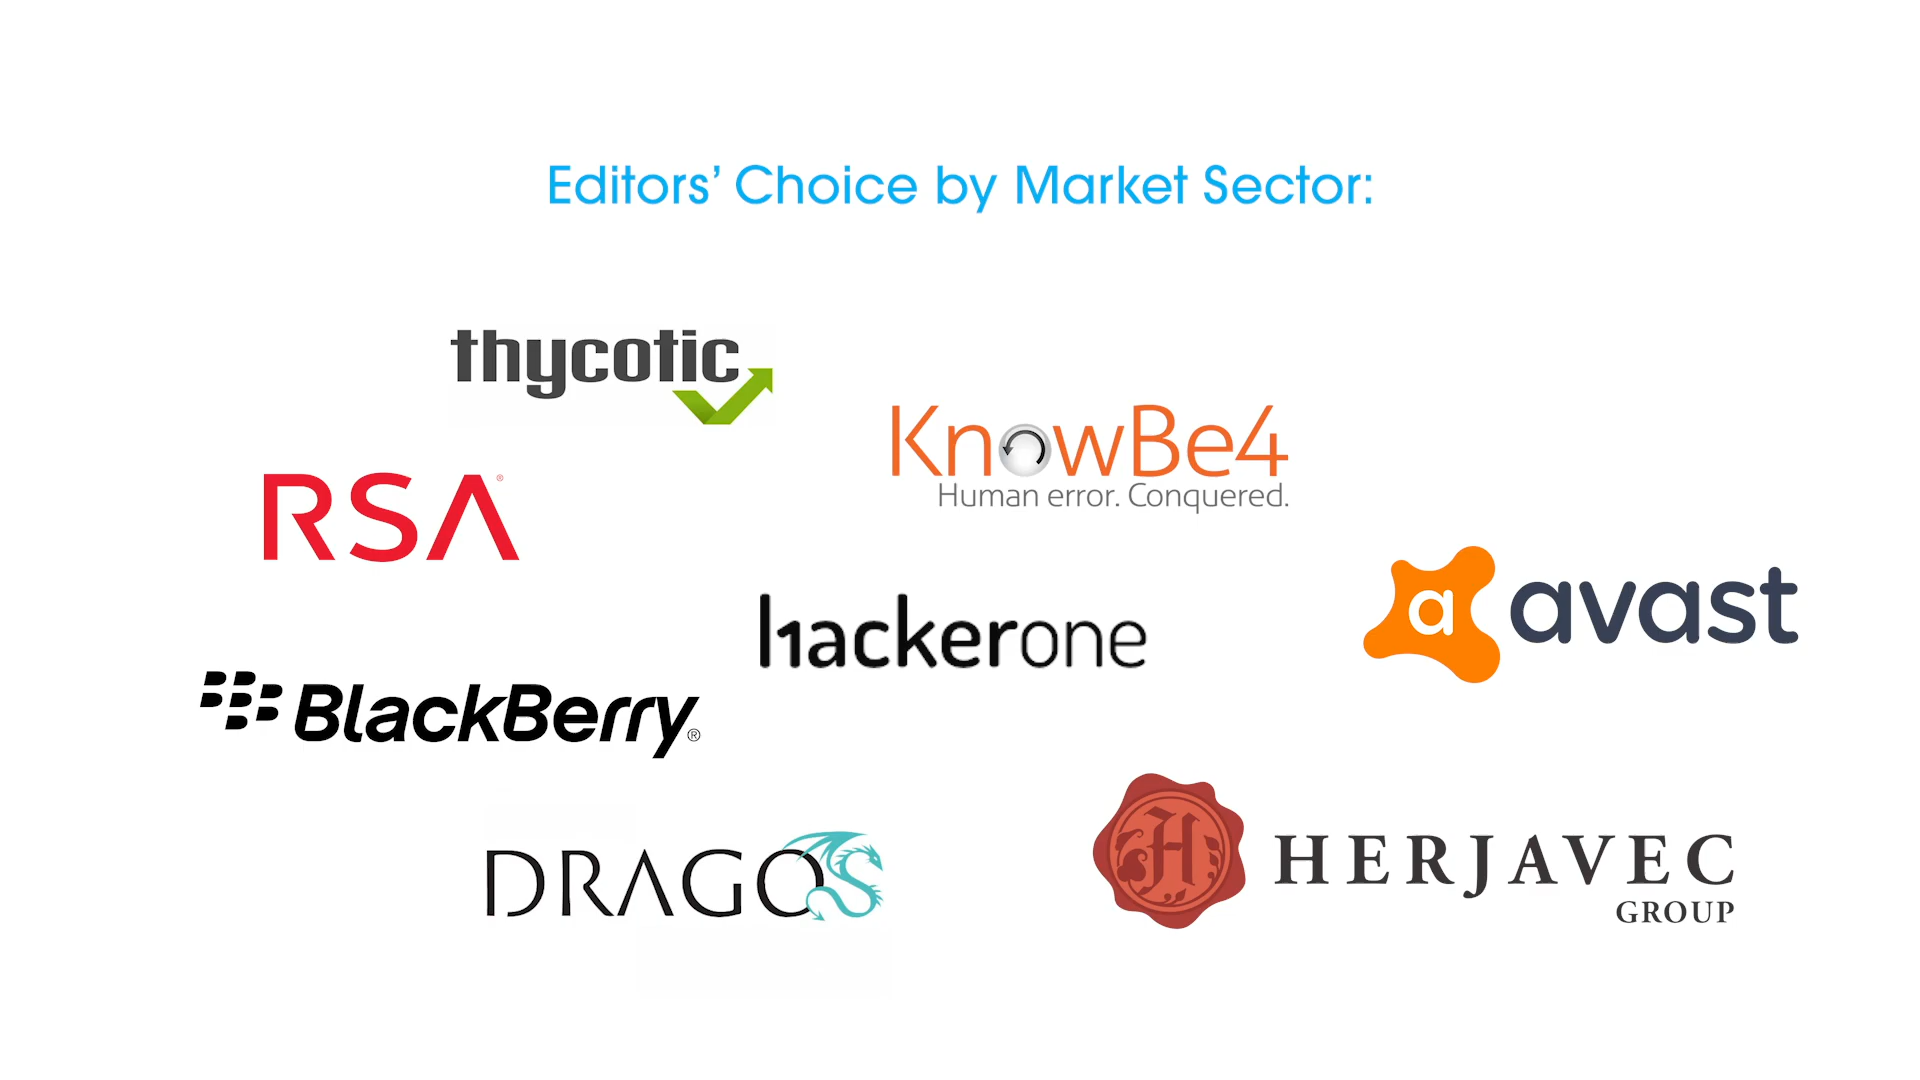 Editors’ Choice by Market Sector:
thycotic
KnowBe4
Human error. Conquered.
RSA®
a avast
hackerone
BlackBerry®
DRAGOS
H HERJAVEC
GROUP